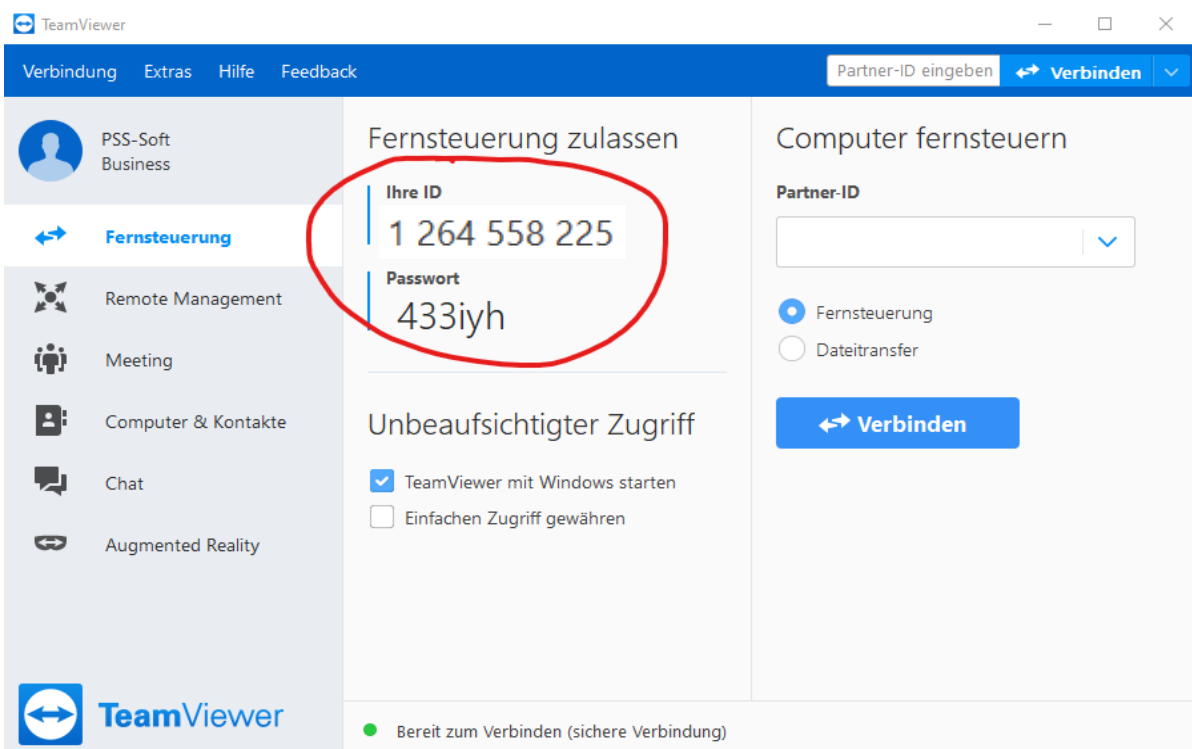 TeamViewer
Verbindung Extras Hilfe Feedback
Partner-ID eingeben
Verbinden
PSS-Soft
Business
Fernsteuerung
Remote Management
Meeting
Computer & Kontakte
Chat
Augmented Reality
TeamViewer
Fernsteuerung zulassen
Ihre ID
1 264 558 225
Passwort
433iyh
Unbeaufsichtigter Zugriff
TeamViewer mit Windows starten
Einfachen Zugriff gewähren
Computer fernsteuern
Partner-ID
Fernsteuerung
Dateitransfer
Verbinden
Bereit zum Verbinden (sichere Verbindung)